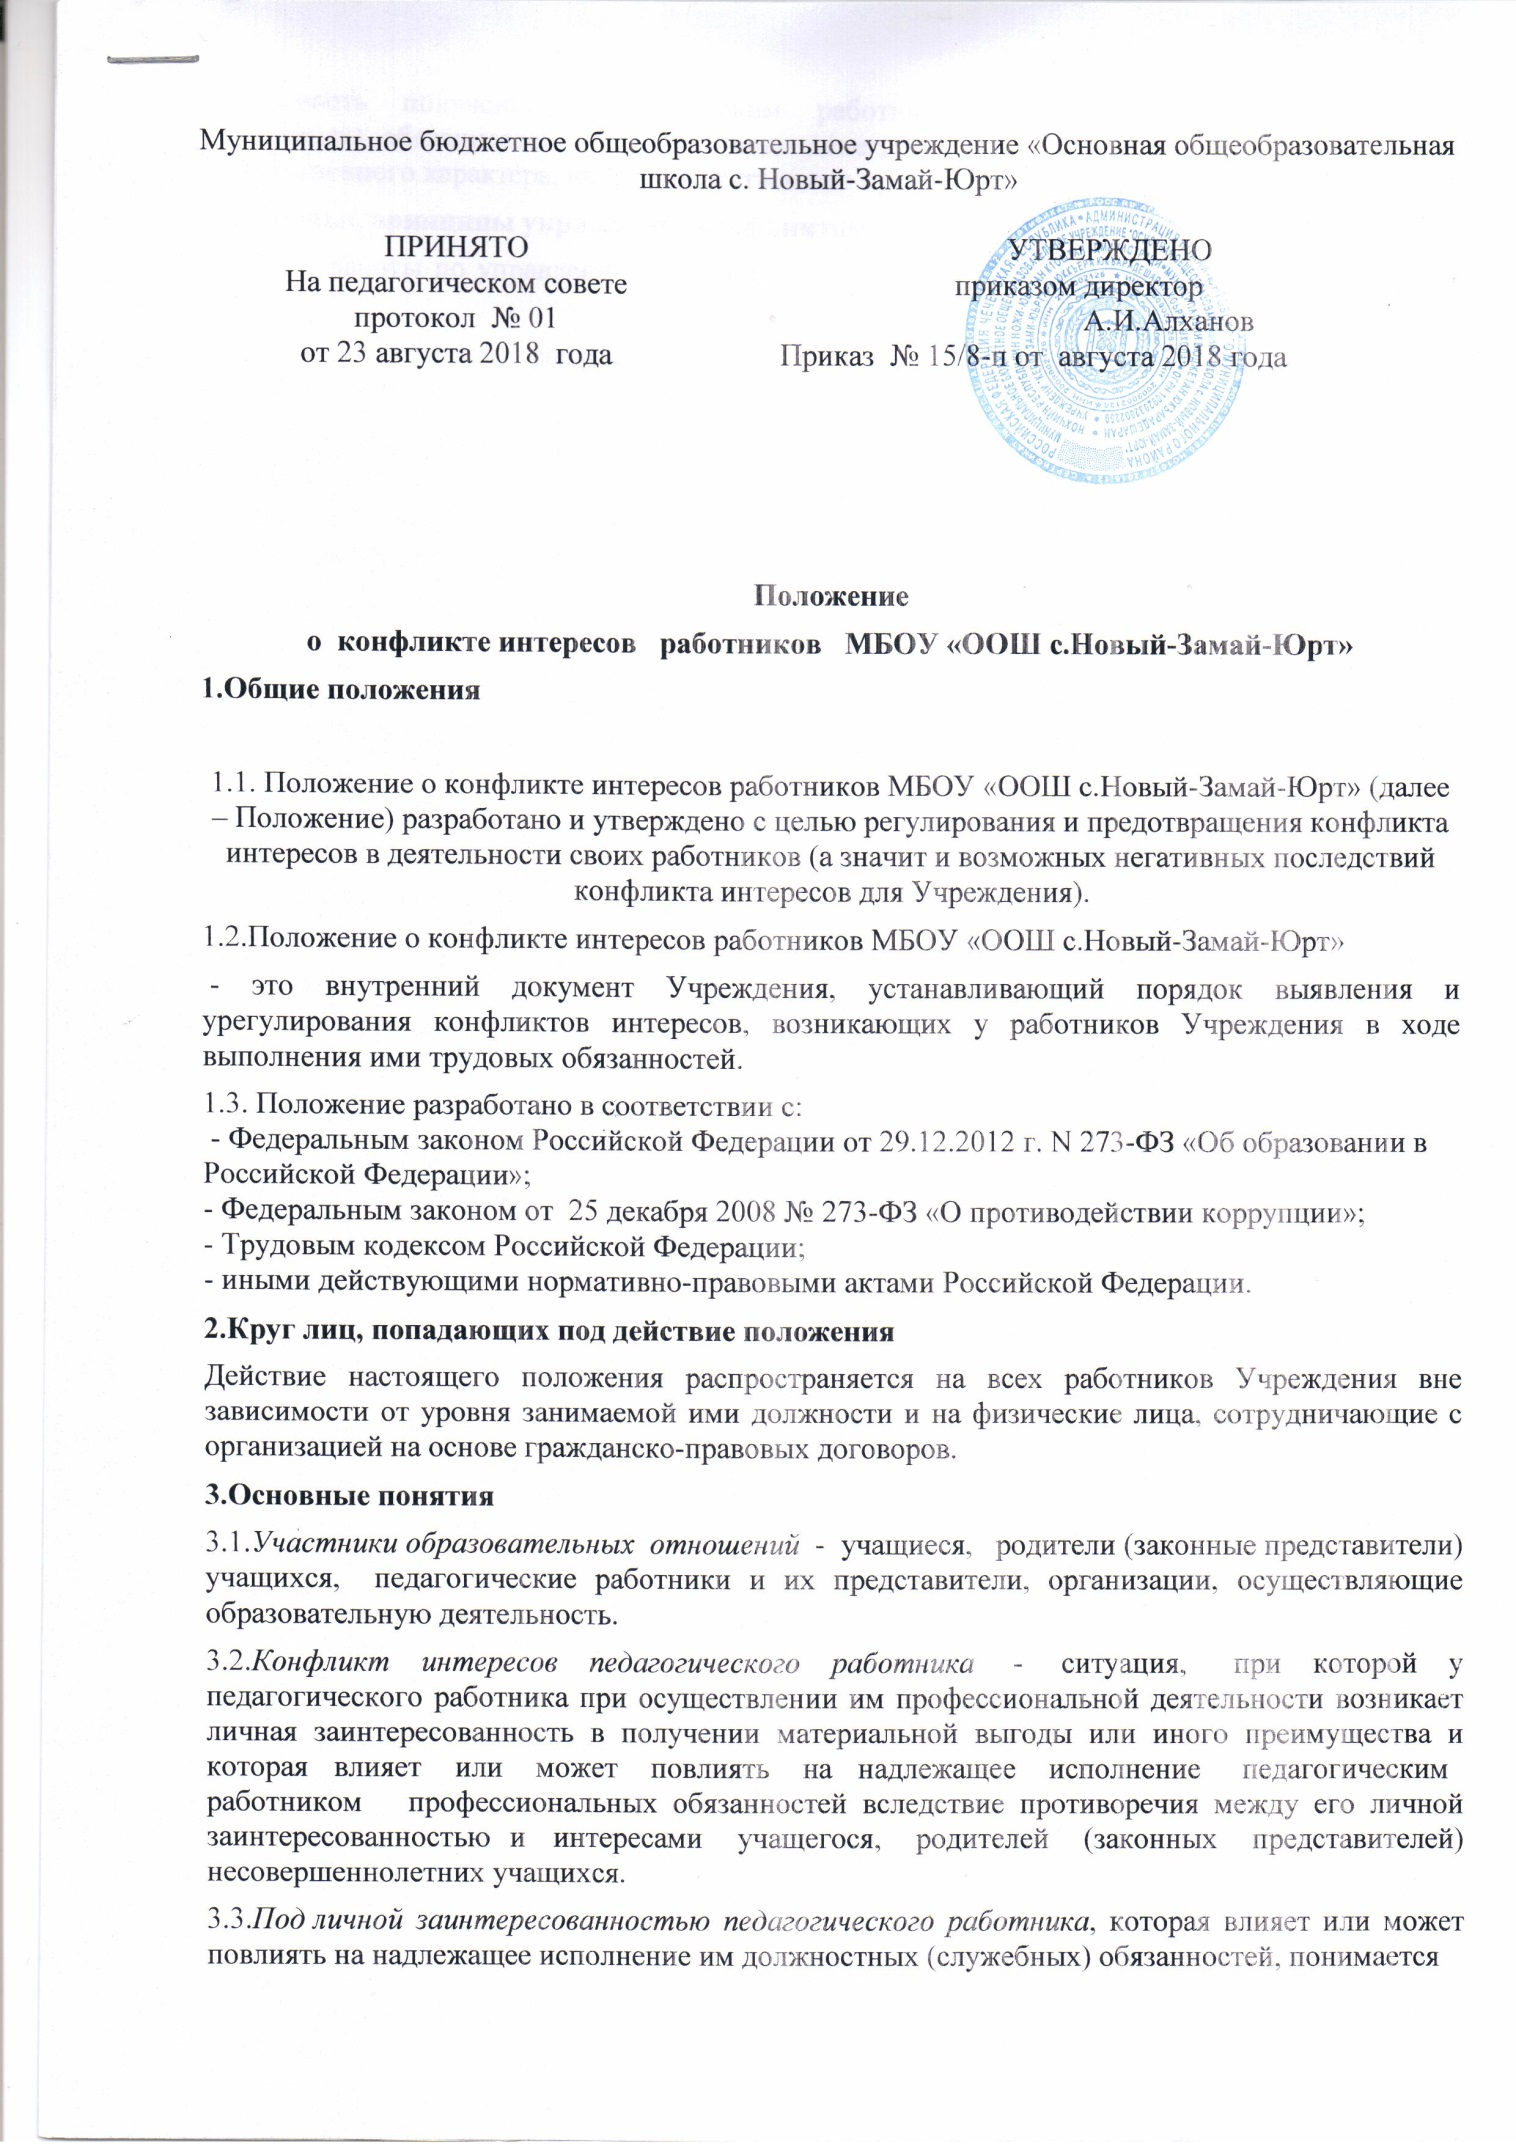 Муниципальное бюджетное общеобразовательное учреждение «Основная общеобразовательная
школа с. Новый-Замай-Юрт»
ПРИНЯТО
На педагогическом совете
протокол № 01
от 23 августа 2018 года
УТВЕРЖДЕНО
приказом директор
А.И.Алханов
Приказ № 15/8-п от августа 2018 года
Положение
о конфликте интересов работников МБОУ «ООШ с.Новый-Замай-Юрт»
1.Общие положения
1.1. Положение о конфликте интересов работников МБОУ «ООШ с.Новый-Замай-Юрт» (далее
– Положение) разработано и утверждено с целью регулирования и предотвращения конфликта
интересов в деятельности своих работников (а значит и возможных негативных последствий
конфликта интересов для Учреждения).
1.2.Положение о конфликте интересов работников МБОУ «ООШ с.Новый-Замай-Юрт»
- это внутренний документ Учреждения, устанавливающий порядок выявления и
урегулирования конфликтов интересов, возникающих у работников Учреждения в ходе
выполнения ими трудовых обязанностей.
1.3. Положение разработано в соответствии с:
- Федеральным законом Российской Федерации от 29.12.2012 г. N 273-ФЗ «Об образовании в
Российской Федерации»;
- Федеральным законом от 25 декабря 2008 № 273-ФЗ «О противодействии коррупции»;
- Трудовым кодексом Российской Федерации;
- иными действующими нормативно-правовыми актами Российской Федерации.
2.Круг лиц, попадающих под действие положения
Действие настоящего положения распространяется на всех работников Учреждения вне
зависимости от уровня занимаемой ими должности и на физические лица, сотрудничающие с
организацией на основе гражданско-правовых договоров.
3.Основные понятия
3.1.Участники образовательных отношений - учащиеся, родители (законные представители)
учащихся, педагогические работники и их представители, организации, осуществляющие
образовательную деятельность.
3.2.Конфликт интересов педагогического работника - ситуация, при которой у
педагогического работника при осуществлении им профессиональной деятельности возникает
личная заинтересованность в получении материальной выгоды или иного преимущества и
которая влияет или может повлиять на надлежащее исполнение педагогическим
работником профессиональных обязанностей вследствие противоречия между его личной
заинтересованностью и интересами учащегося, родителей (законных представителей)
несовершеннолетних учащихся.
3.3.Под личной заинтересованностью педагогического работника, которая влияет или может
повлиять на надлежащее исполнение им должностных (служебных) обязанностей, понимается